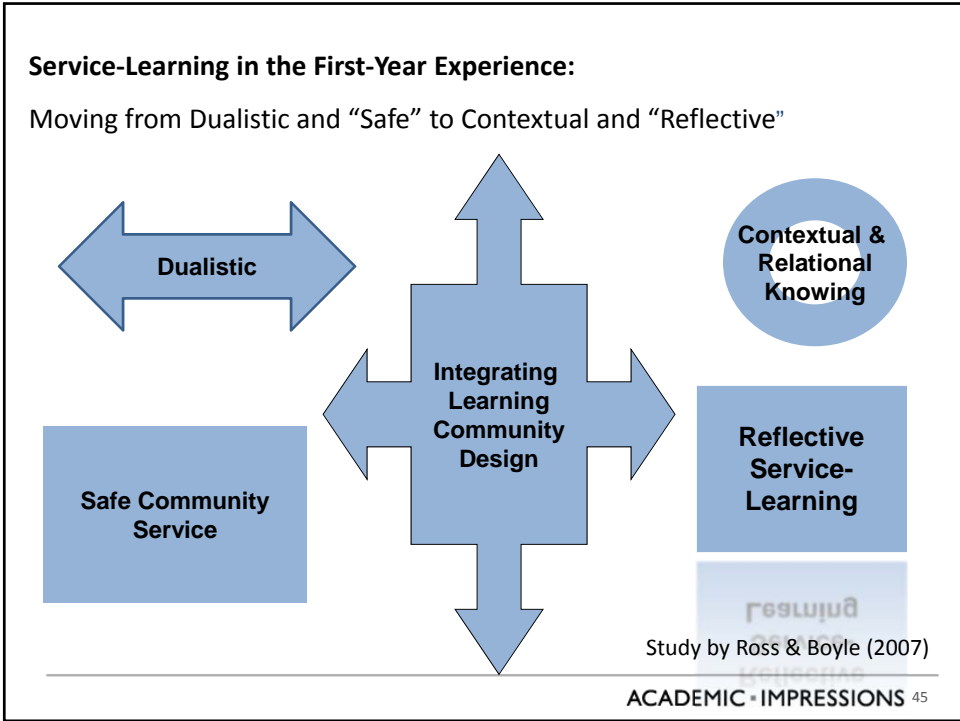 Service-Learning in the First-Year Experience:
Moving from Dualistic and “Safe” to Contextual and “Reflective”
Dualistic
Contextual &
Relational
Knowing
Integrating
Learning
Community
Design
Safe Community
Service
Reflective
Service-
Learning
Study by Ross & Boyle (2007)
ACADEMIC ▪ IMPRESSIONS 45